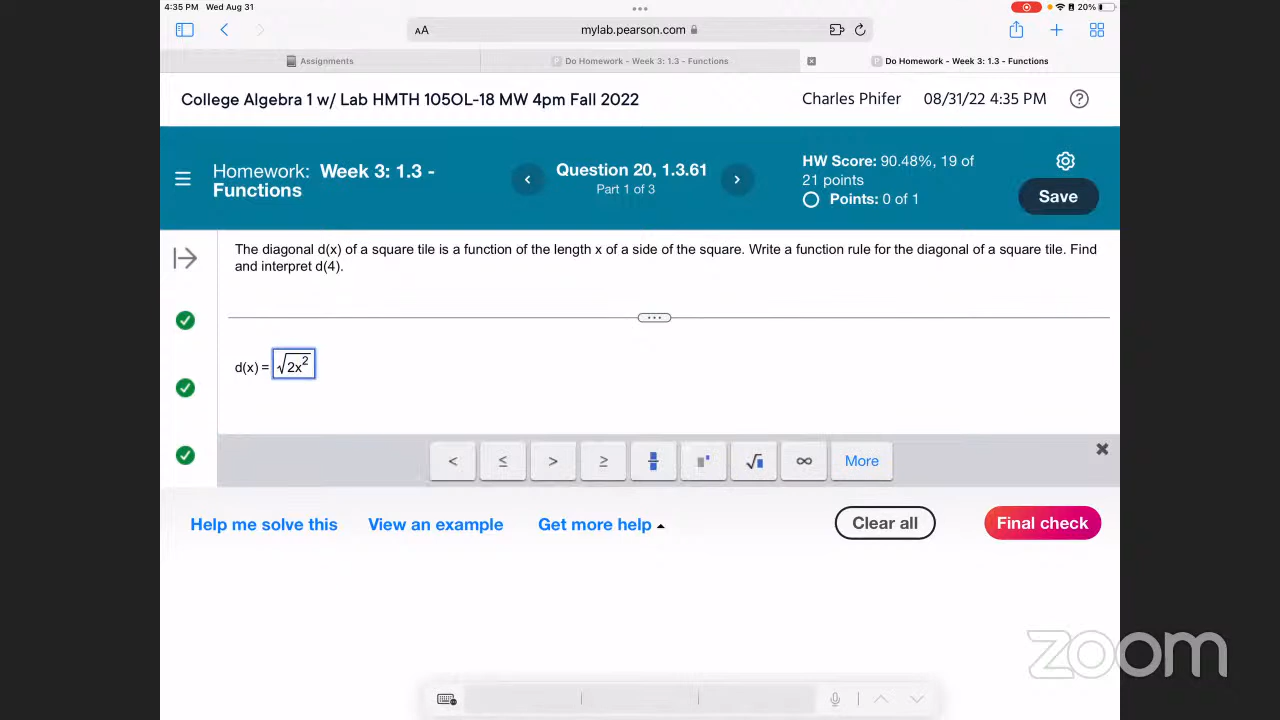 4:35 PM Wed Aug 31
20%
AA
mylab.pearson.com
Assignments
Do Homework - Week 3: 1.3 - Functions
Do Homework - Week 3: 1.3 - Functions
College Algebra 1 w/ Lab HMTH 105OL-18 MW 4pm Fall 2022
Charles Phifer
08/31/22 4:35 PM
?
Homework: Week 3: 1.3 -
Functions
Question 20, 1.3.61
Part 1 of 3
HW Score: 90.48%, 19 of
21 points
Points: 0 of 1
Save
The diagonal d(x) of a square tile is a function of the length x of a side of the square. Write a function rule for the diagonal of a square tile. Find
and interpret d(4).
d(x) = √2x²
< ≤ > ≥ √ ∞ More
Help me solve this
View an example
Get more help
Clear all
Final check
zoom